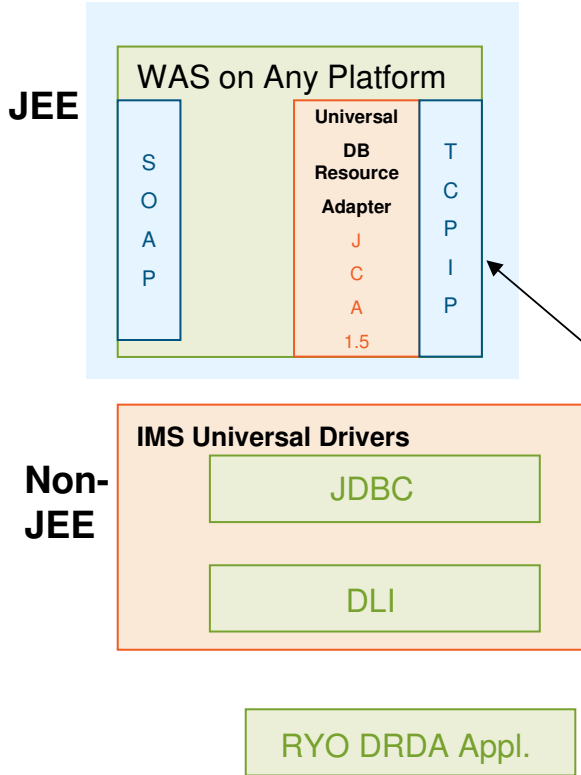 JEE
WAS on Any Platform
S
O
A
P
Universal
DB
Resource
Adapter
J
C
A
1.5
T
C
P
I
P
Non-
JEE
IMS Universal Drivers
JDBC
DLI
RYO DRDA Appl.